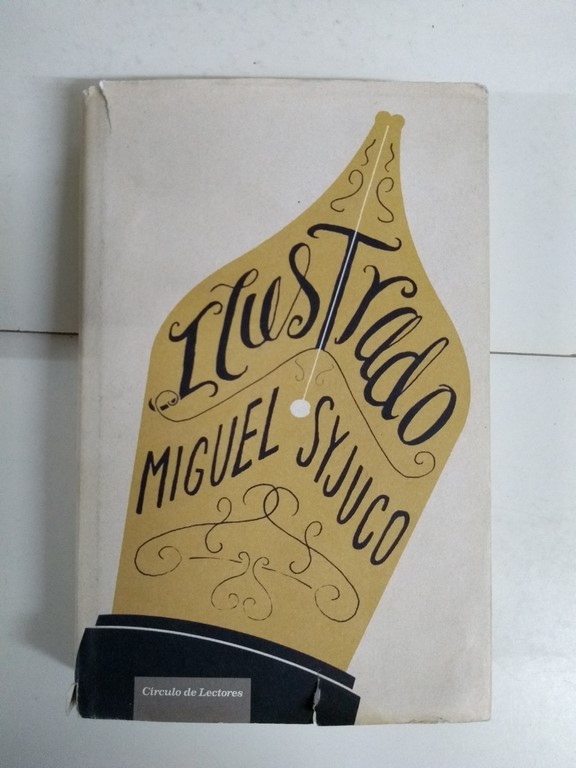 Ilustrado
MIGUEL SYJUCO
Círculo de Lectores